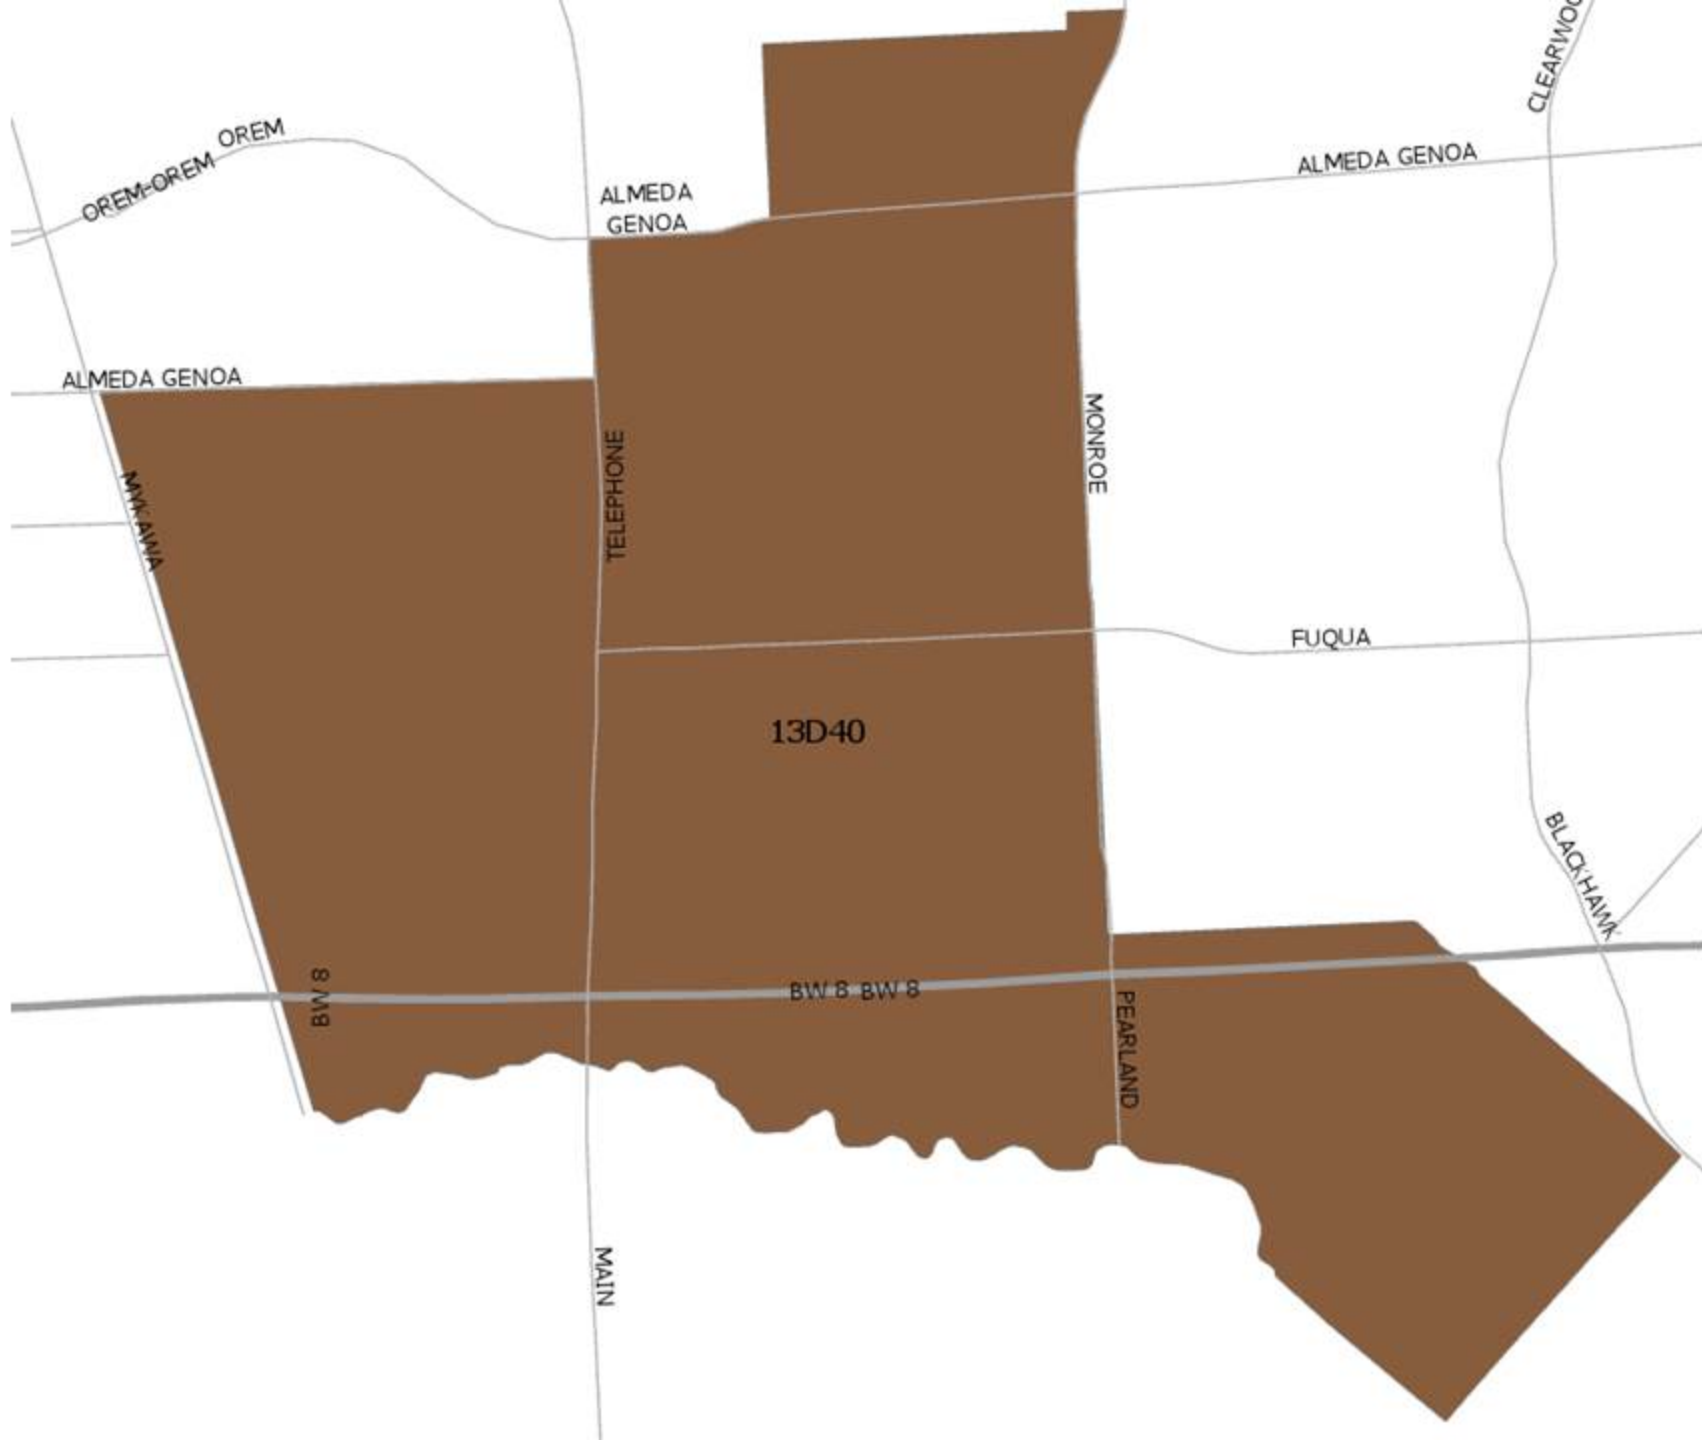 CLEARWOO
OREM
OREM-OREM
ALMEDA GENOA
ALMEDA
GENOA
ALMEDA GENOA
MYKAWA
TELEPHONE
MONROE
FUQUA
13D40
BLACKHAWK
BW 8
BW 8 BW 8
PEARLAND
MAIN